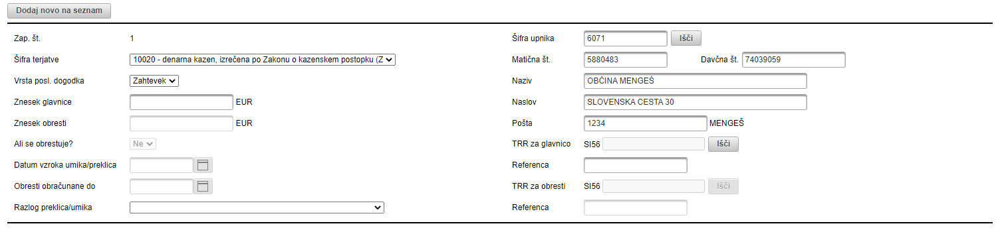 Dodaj novo na seznam
Zap. št. 1
Šifra upnika 6071 Išči
Šifra terjatve 10020 - denarna kazen, izrečena po Zakonu o kazenskem postopku (Z
Matična št. 5880483 Davčna št. 74039059
Vrsta posl. dogodka Zahtevek
Naziv OBČINA MENGEŠ
Znesek glavnice EUR
Naslov SLOVENSKA CESTA 30
Znesek obresti EUR
Pošta 1234 MENGEŠ
Ali se obrestuje? Ne
TRR za glavnico SI56 Išči
Datum vzroka umika/preklica
Referenca
Obresti obračunane do
TRR za obresti SI56 Išči
Razlog preklica/umika
Referenca